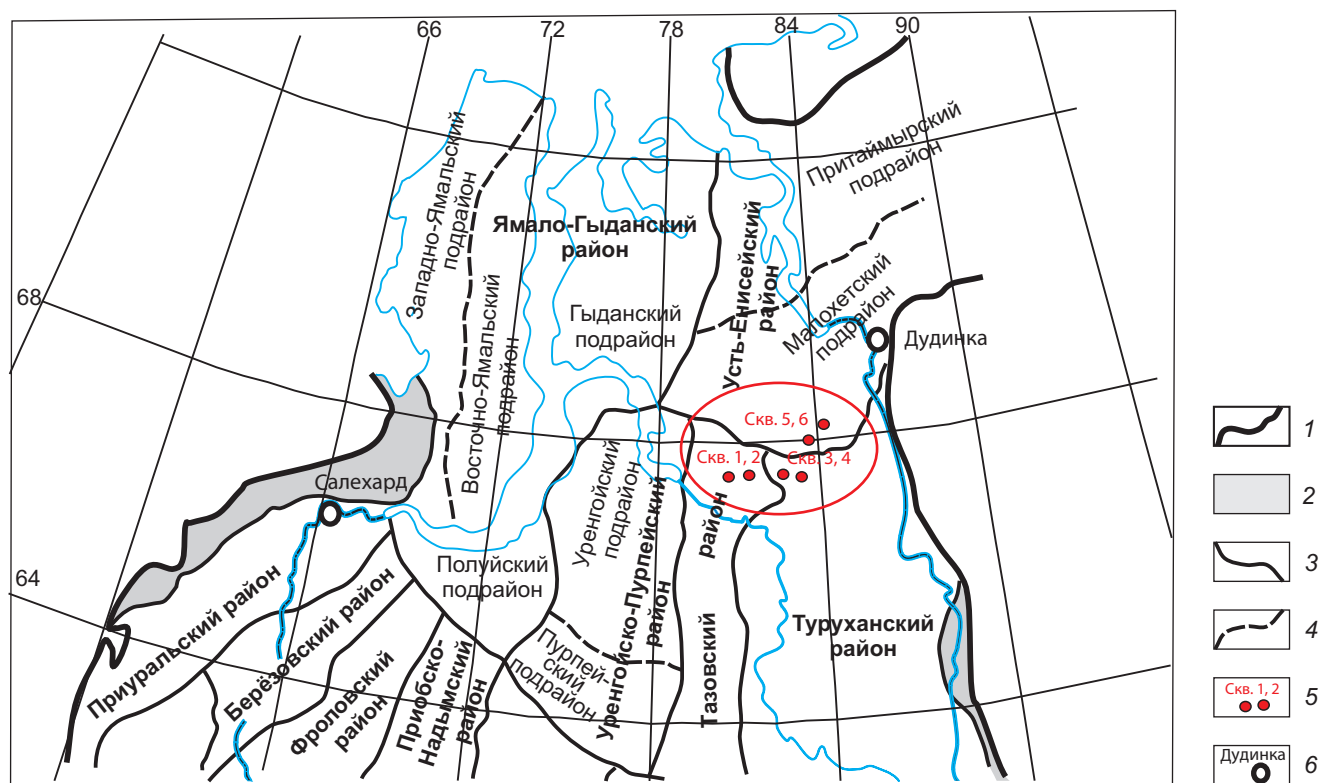 66
72
78
84
90
68
64
Западно-Ямальский
подрайон
Восточно-Ямальский
подрайон
Ямало-Гыданский
район
Гыданский
подрайон
Усть-Енисейский
район
Притаймырский
подрайон
Малохетский
подрайон
Дудинка
Скв. 5, 6
Скв. 1, 2
Скв. 3, 4
Салехард
Полуйский
подрайон
Уренгойский
подрайон
Уренгойско-Пурпейский
район
Пурпей-
ский
подрайон
Тазовский
район
Туруханский
район
Приуральский район
Берёзовский район
Фроловский
район
Приобско-
Надымский
район
1
2
3
4
Скв. 1, 2
5
Дудинка
6